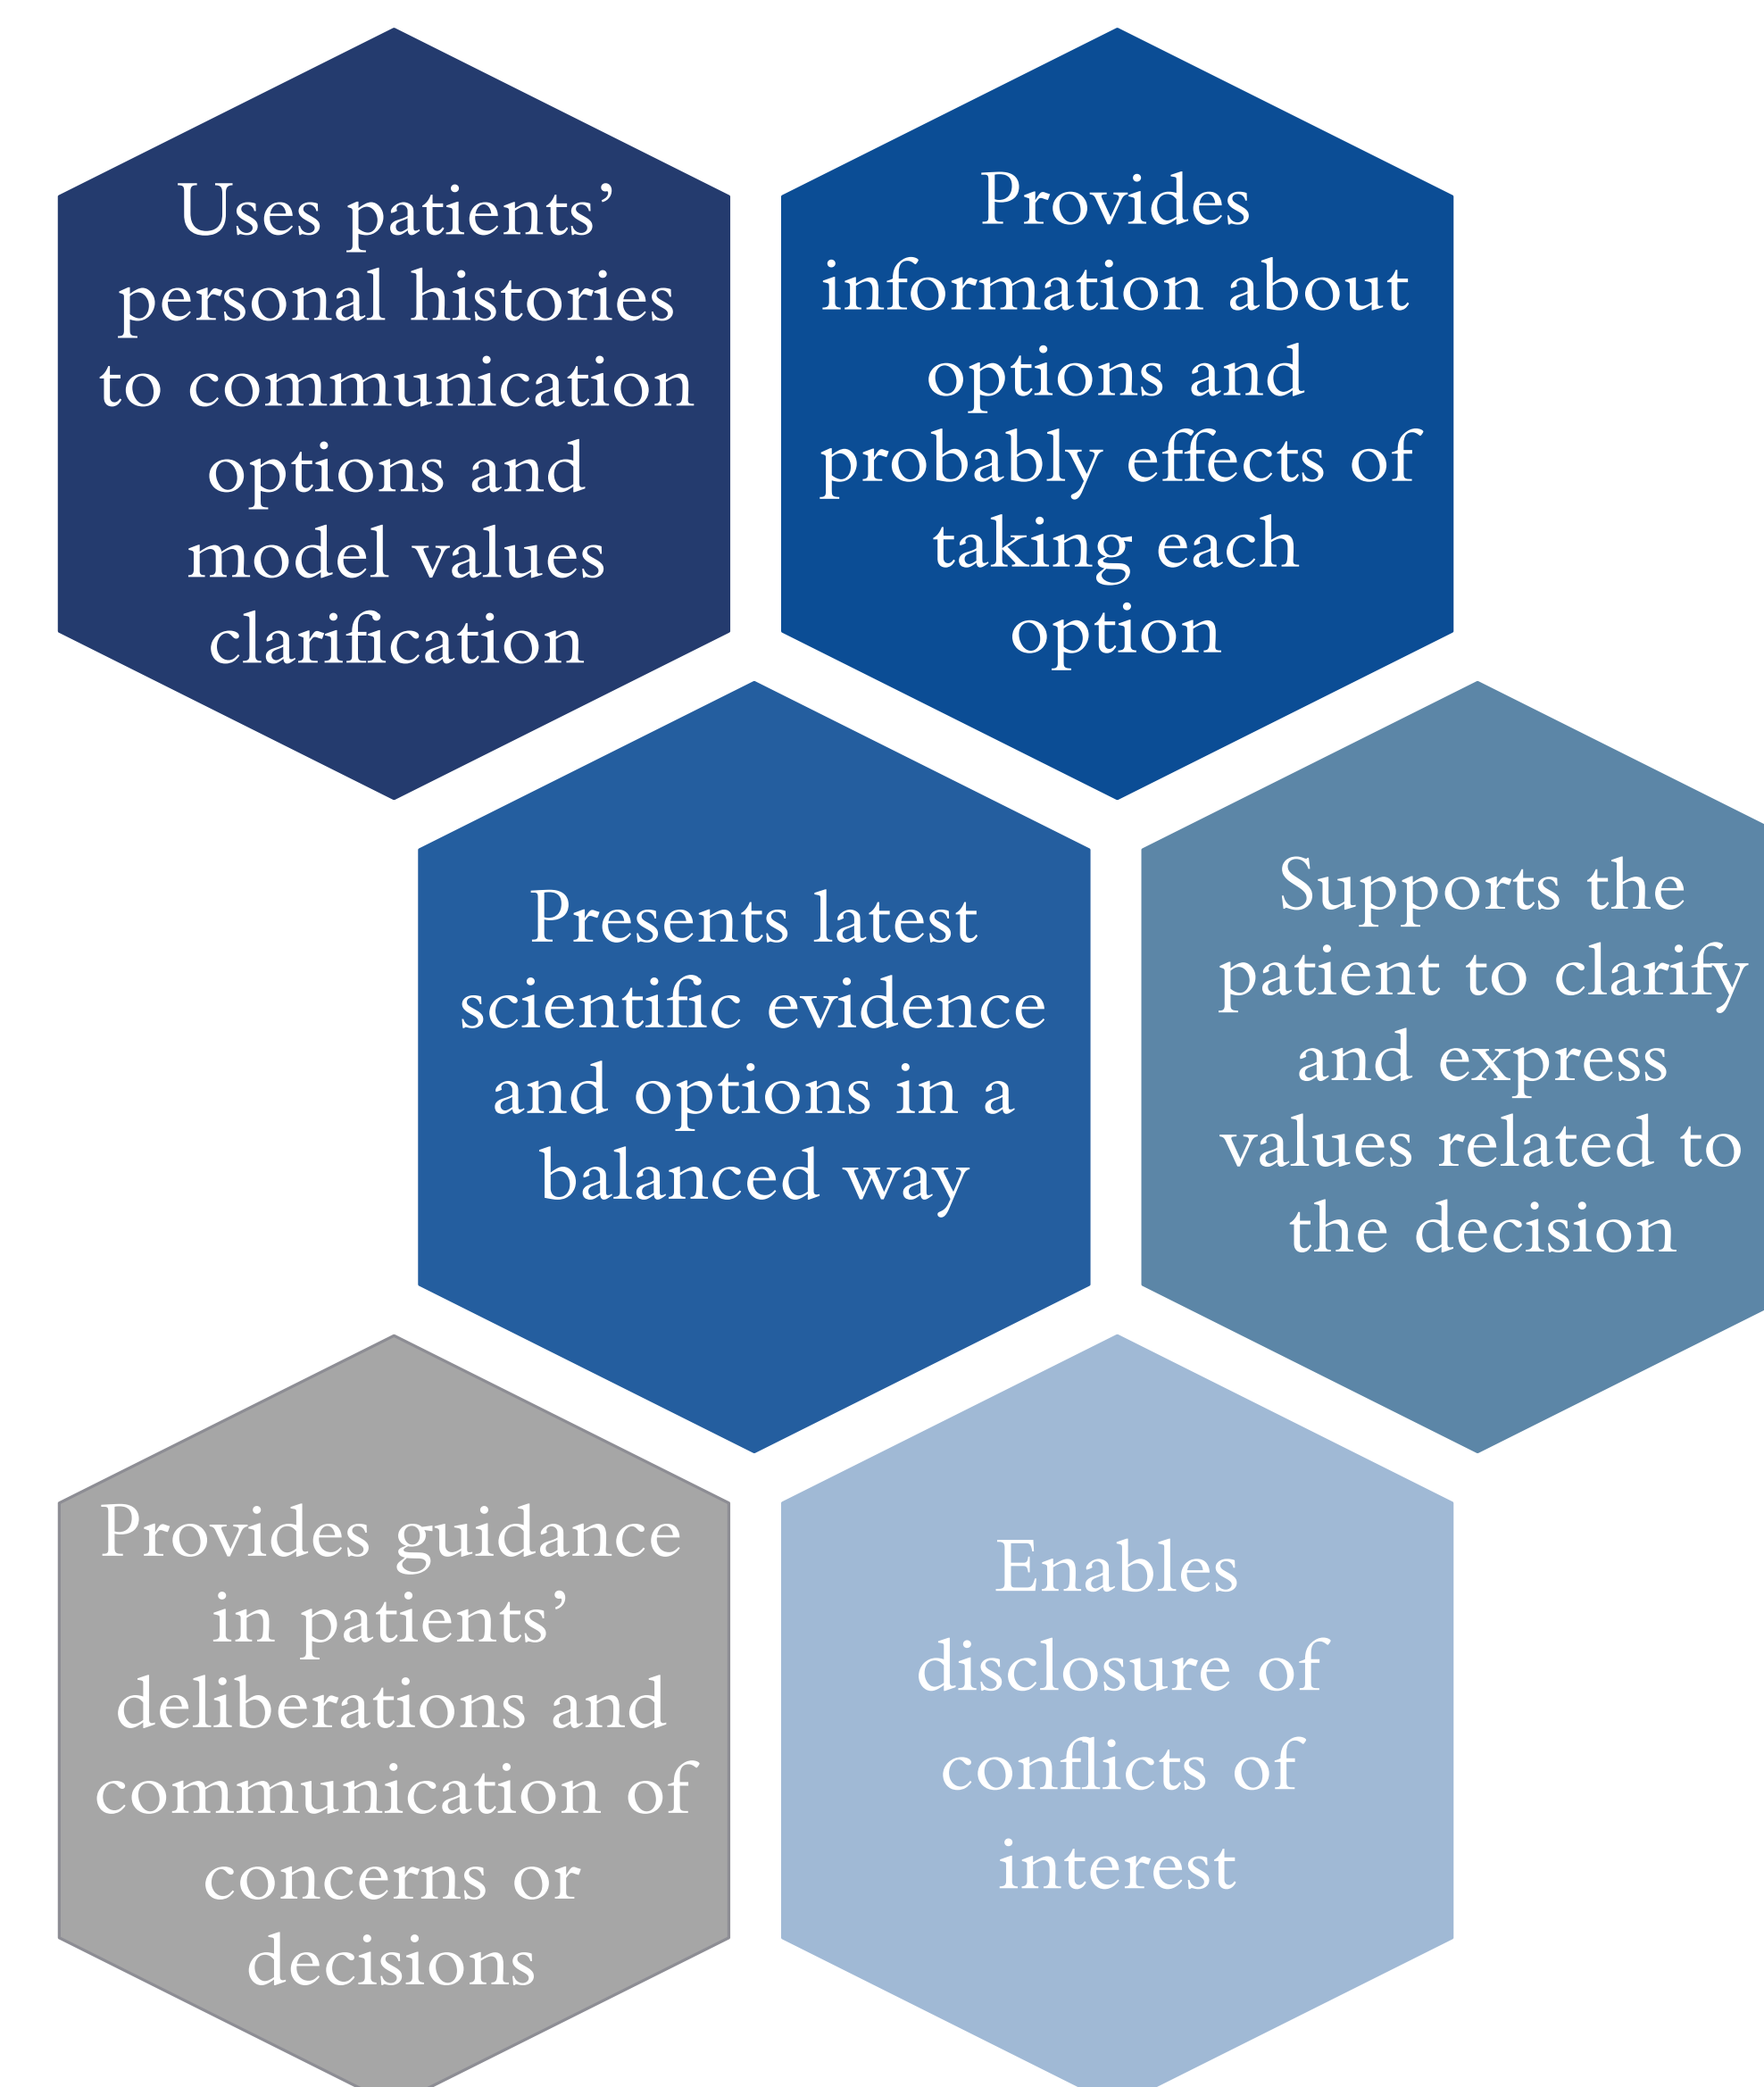 Uses patients’
personal histories
to communication
options and
model values
clarification
Provides
information about
options and
probably effects of
taking each
option
Presents latest
scientific evidence
and options in a
balanced way
Supports the
patient to clarify
and express
values related to
the decision
Provides guidance
in patients’
deliberations and
communication of
concerns or
decisions
Enables
disclosure of
conflicts of
interest